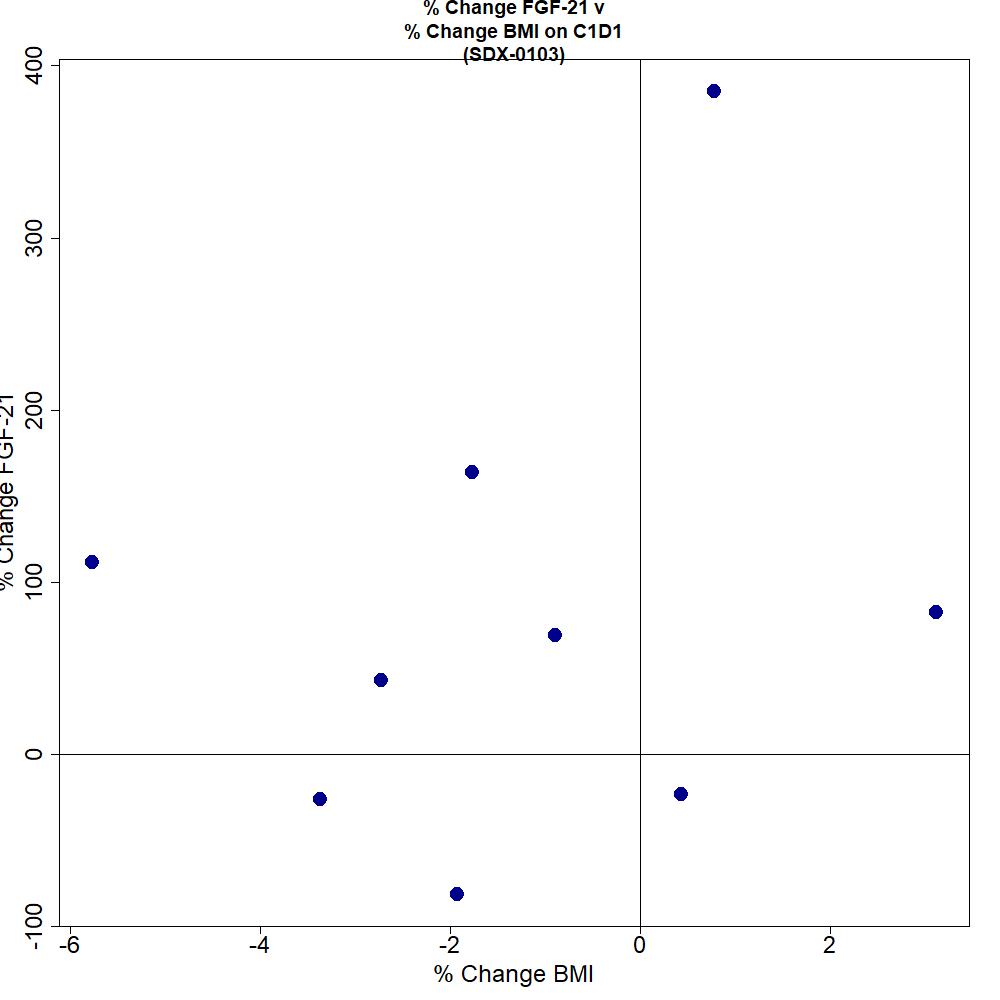 % Change FGF-21 v
% Change BMI on C1D1
(SDX-0103)
400
300
200
100
0
-100
% Change FGF-21
-6
-4
-2
0
2
% Change BMI